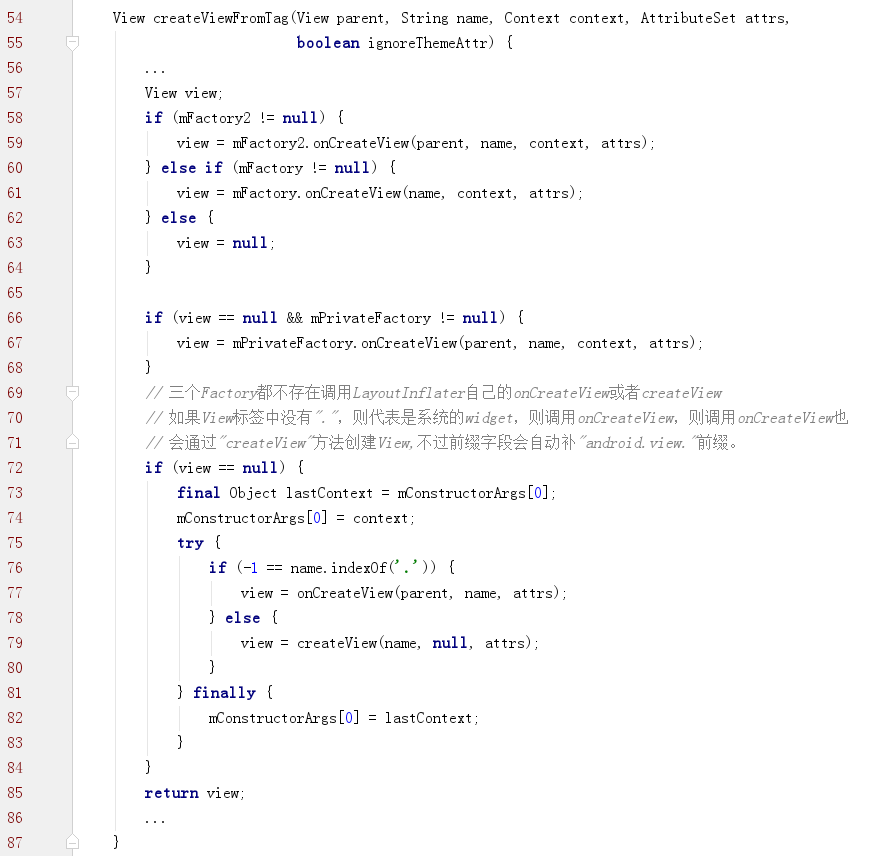 54 View createViewFromTag(View parent, String name, Context context, AttributeSet attrs,
55 boolean ignoreThemeAttr) {
56 ...
57 View view;
58 if (mFactory2 != null) {
59 view = mFactory2.onCreateView(parent, name, context, attrs);
60 } else if (mFactory != null) {
61 view = mFactory.onCreateView(name, context, attrs);
62 } else {
63 view = null;
64 }
65
66 if (view == null && mPrivateFactory != null) {
67 view = mPrivateFactory.onCreateView(parent, name, context, attrs);
68 }
69 // 三个Factory都不存在调用LayoutInflater自己的onCreateView或者createView
70 // 如果View标签中没有"."，则代表是系统的widget，则调用onCreateView，则调用onCreateView也
71 // 会通过"createView"方法创建View,不过前缀字段会自动补"android.view."前缀。
72 if (view == null) {
73 final Object lastContext = mConstructorArgs[0];
74 mConstructorArgs[0] = context;
75 try {
76 if (-1 == name.indexOf('.')) {
77 view = onCreateView(parent, name, attrs);
78 } else {
79 view = createView(name, null, attrs);
80 }
81 } finally {
82 mConstructorArgs[0] = lastContext;
83 }
84 }
85 return view;
86 ...
87 }